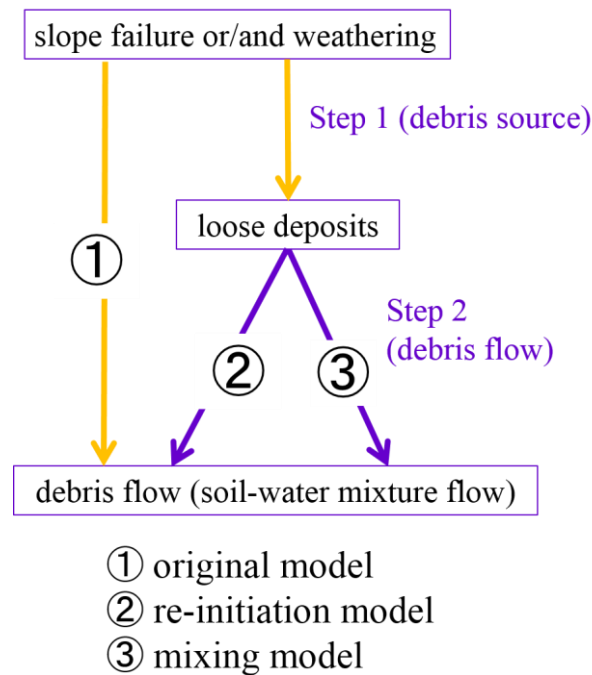 slope failure or/and weathering
Step 1 (debris source)
loose deposits
①
Step 2
(debris flow)
② ③
debris flow (soil-water mixture flow)
① original model
② re-initiation model
③ mixing model